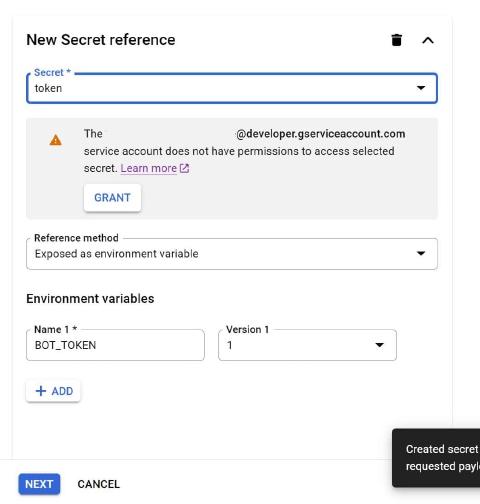 New Secret reference
Secret *
token
The @developer.gserviceaccount.com
service account does not have permissions to access selected
secret. Learn more
GRANT
Reference method
Exposed as environment variable
Environment variables
Name 1 *
BOT_TOKEN
Version 1
1
+ ADD
Created secret
requested
NEXT
CANCEL